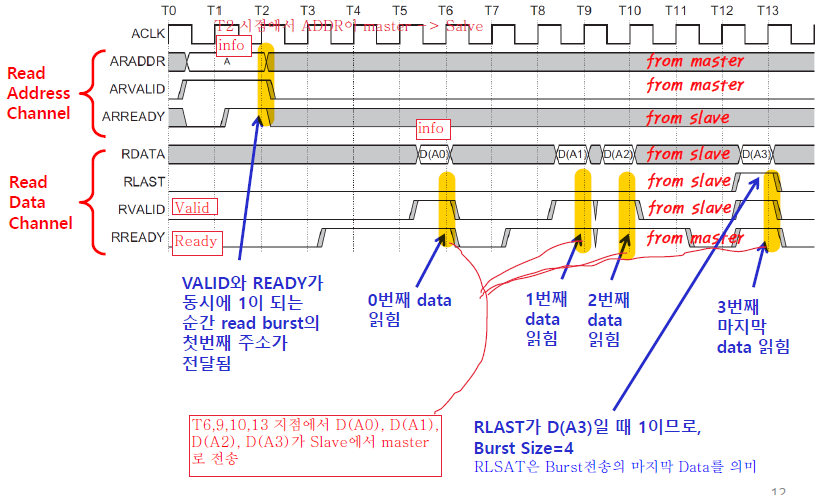 T0 T1 T2 T3 T4 T5 T6 T7 T8 T9 T10 T11 T12 T13
T2 지점에서 ADDR이 master -> Salve
ACLK
info
ARADDR A from master
Read
Address
Channel
ARVALID from master
ARREADY from slave
info
RDATA D(A0) D(A1) D(A2) from slave D(A3)
Read
Data
Channel
RLAST from slave
RVALID Valid from slave
RREADY Ready from master
VALID와 READY가
동시에 1이 되는
순간 read burst의
첫번째 주소가
전달됨
0번째 data
읽힘
1번째
data
읽힘
2번째
data
읽힘
3번째
마지막
data 읽힘
T6,9,10,13 지점에서 D(A0), D(A1),
D(A2), D(A3)가 Slave에서 master
로 전송
RLAST가 D(A3)일 때 1이므로,
Burst Size=4
RLSAT은 Burst전송의 마지막 Data를 의미
12